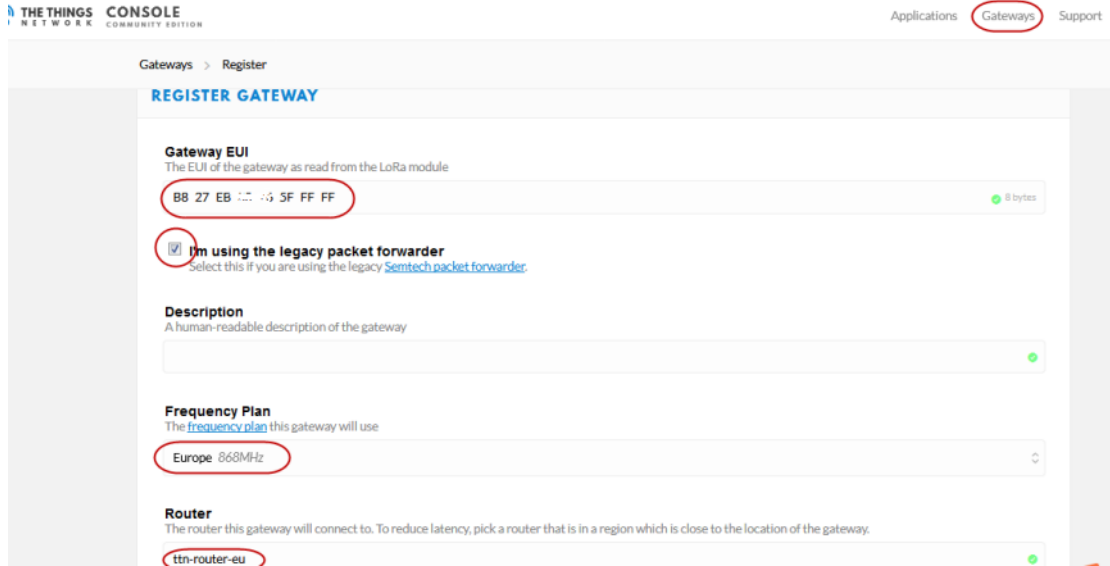 THE THINGS NETWORK CONSOLE COMMUNITY EDITION
Applications Gateways Support
Gateways > Register
REGISTER GATEWAY
Gateway EUI
The EUI of the gateway as read from the LoRa module
B8 27 EB 5F FF FF 8 bytes
I'm using the legacy packet forwarder
Select this if you are using the legacy Semtech packet forwarder.
Description
A human-readable description of the gateway
Frequency Plan
The frequency plan this gateway will use
Europe 868MHz
Router
The router this gateway will connect to. To reduce latency, pick a router that is in a region which is close to the location of the gateway.
ttn-router-eu